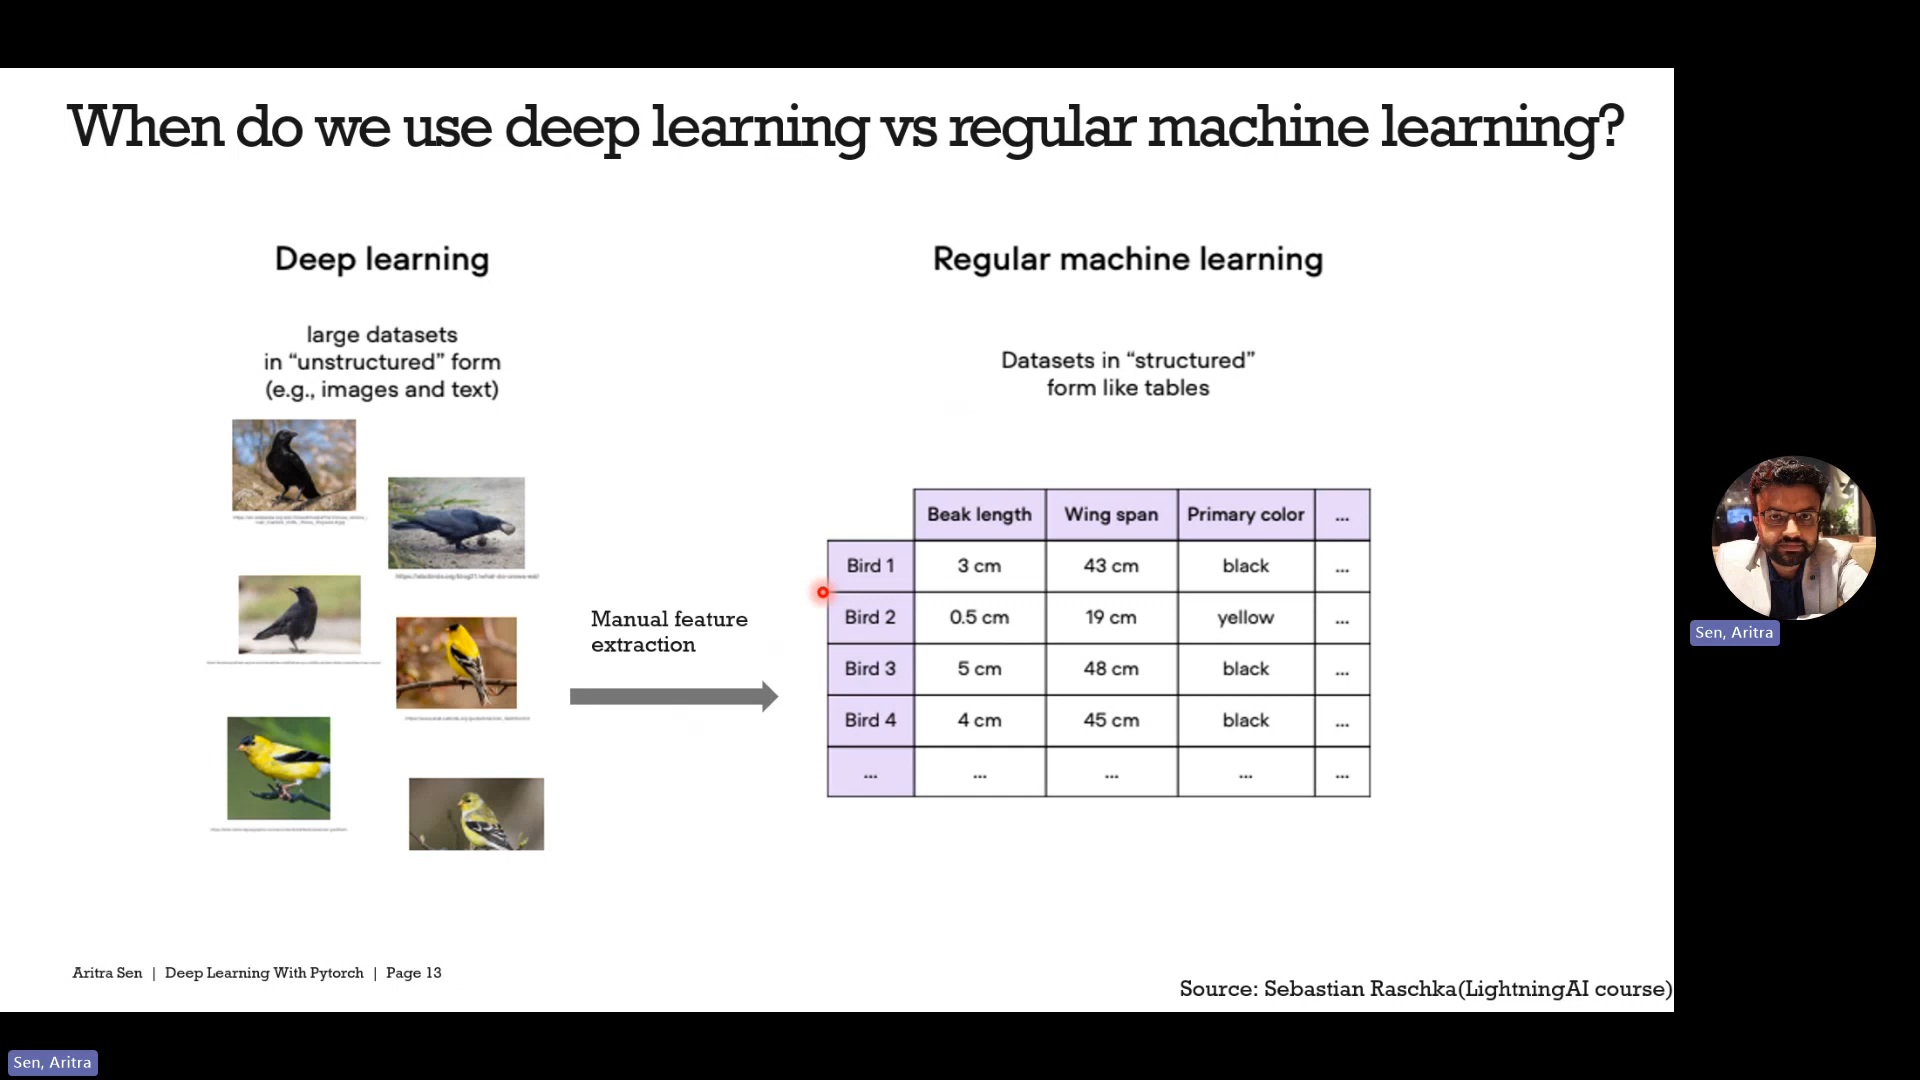 When do we use deep learning vs regular machine learning?
Deep learning
large datasets
in “unstructured” form
(e.g., images and text)
Manual feature
extraction
Regular machine learning
Datasets in “structured”
form like tables
Beak length Wing span Primary color ...
Bird 1 3 cm 43 cm black ...
Bird 2 0.5 cm 19 cm yellow ...
Bird 3 5 cm 48 cm black ...
Bird 4 4 cm 45 cm black ...
... ... ... ... ...
Aritra Sen | Deep Learning With Pytorch | Page 13
Source: Sebastian Raschka(LightningAI course)
Sen, Aritra
Sen, Aritra